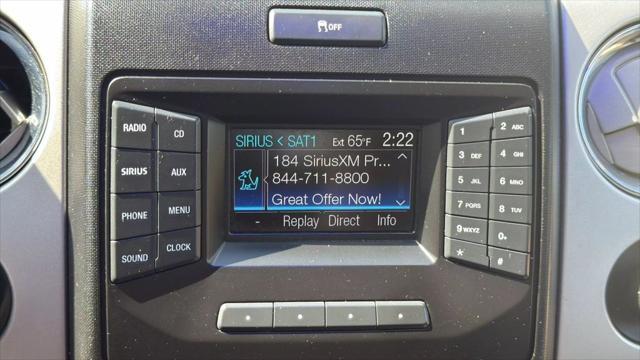 OFF
RADIO CD
SIRIUS AUX
PHONE MENU
SOUND CLOCK
SIRIUS < SAT1 Ext 65°F 2:22
184 SiriusXM Pr...
844-711-8800
Great Offer Now!
- Replay Direct Info
1 2 ABC
3 DEF 4 GHI
5 JKL 6 MNO
7 PQRS 8 TUV
9 WXYZ 0
* #